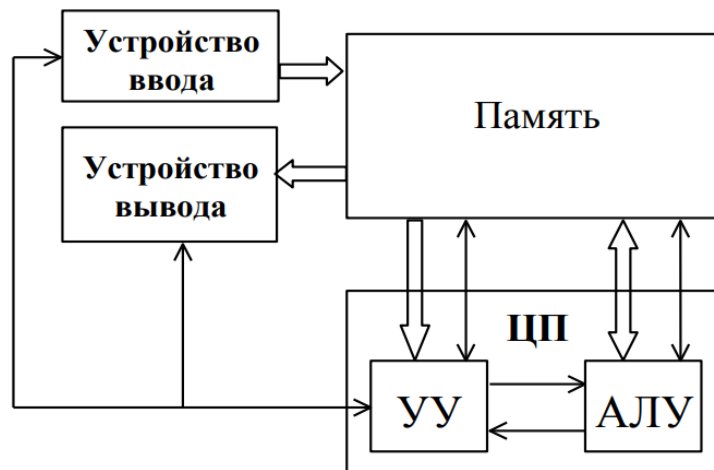 Устройство
ввода
Память
Устройство
вывода
ЦП
УУ
АЛУ